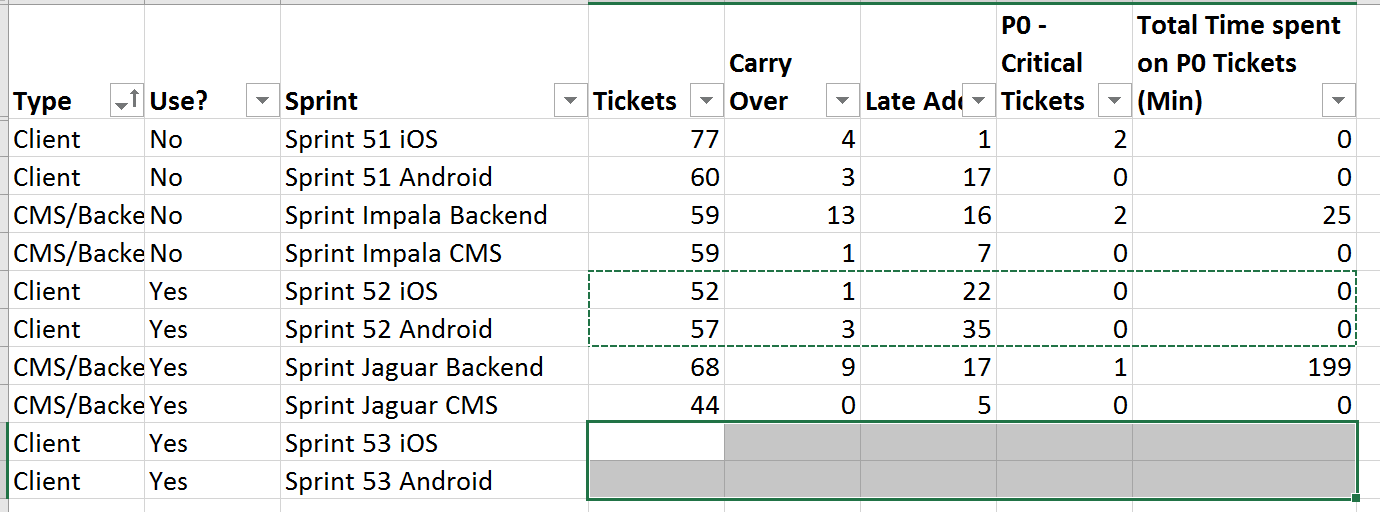 Type Use? Sprint Tickets Carry Over Late Ad P0 - Critical Tickets Total Time spent on P0 Tickets (Min)
Client No Sprint 51 iOS 77 4 1 2 0
Client No Sprint 51 Android 60 3 17 0 0
CMS/Backe No Sprint Impala Backend 59 13 16 2 25
CMS/Backe No Sprint Impala CMS 59 1 7 0 0
Client Yes Sprint 52 iOS 52 1 22 0 0
Client Yes Sprint 52 Android 57 3 35 0 0
CMS/Backe Yes Sprint Jaguar Backend 68 9 17 1 199
CMS/Backe Yes Sprint Jaguar CMS 44 0 5 0 0
Client Yes Sprint 53 iOS
Client Yes Sprint 53 Android